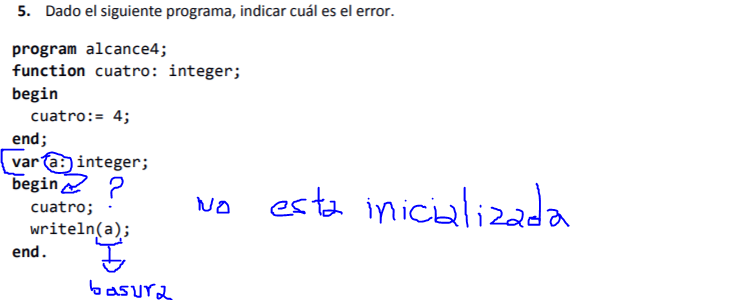 5. Dado el siguiente programa, indicar cuál es el error.
program alcance4;
function cuatro: integer;
begin
cuatro:= 4;
end;
var a: integer;
begin ?
cuatro; no esta inicializada
writeln(a);
end.
basura